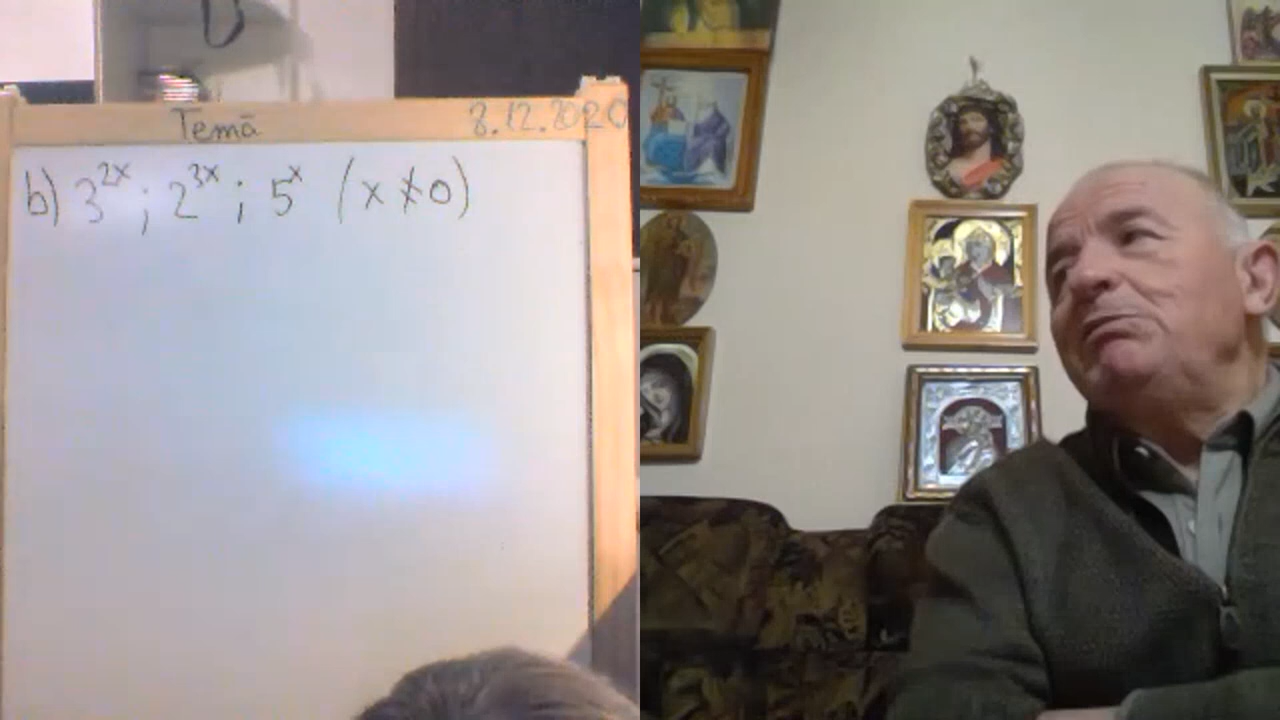 Temă 8.12.2020
b) 3^{2x} ; 2^{3x} ; 5^{x} (x ≠ 0)